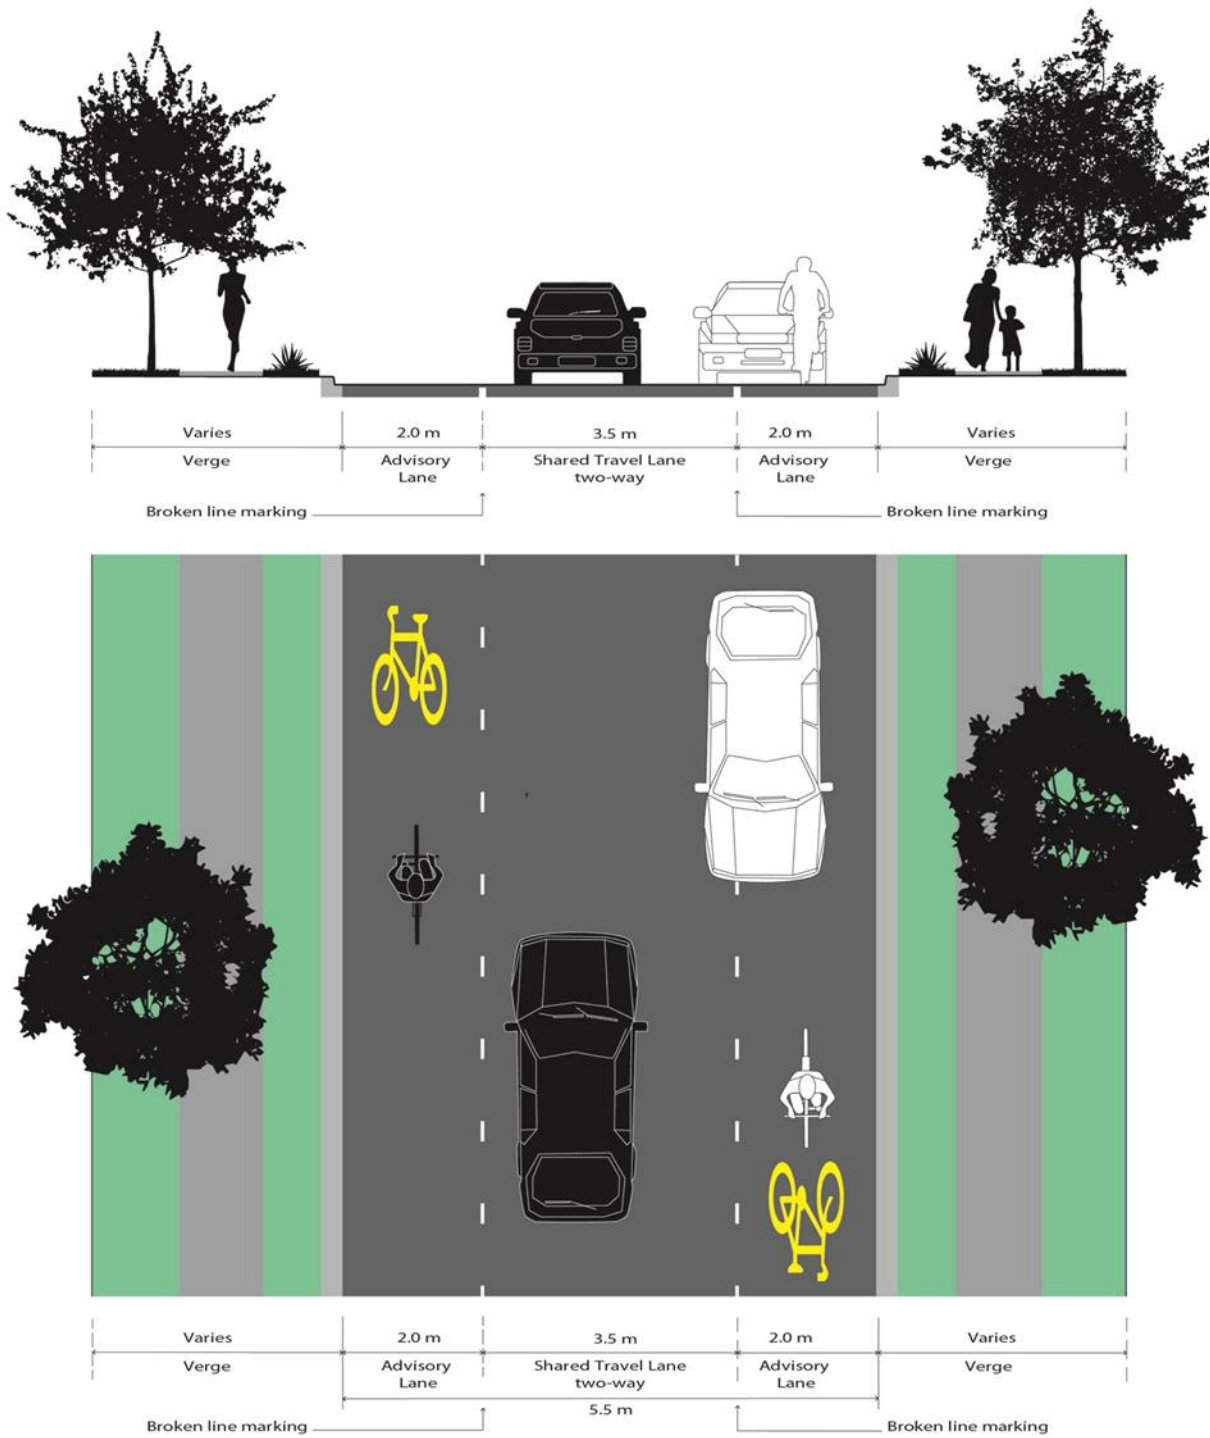 Varies 2.0 m 3.5 m 2.0 m Varies
Verge Advisory Shared Travel Lane Advisory Verge
Lane two-way Lane
Broken line marking Broken line marking
Varies 2.0 m 3.5 m 2.0 m Varies
Verge Advisory Shared Travel Lane Advisory Verge
Lane two-way Lane
5.5 m
Broken line marking Broken line marking